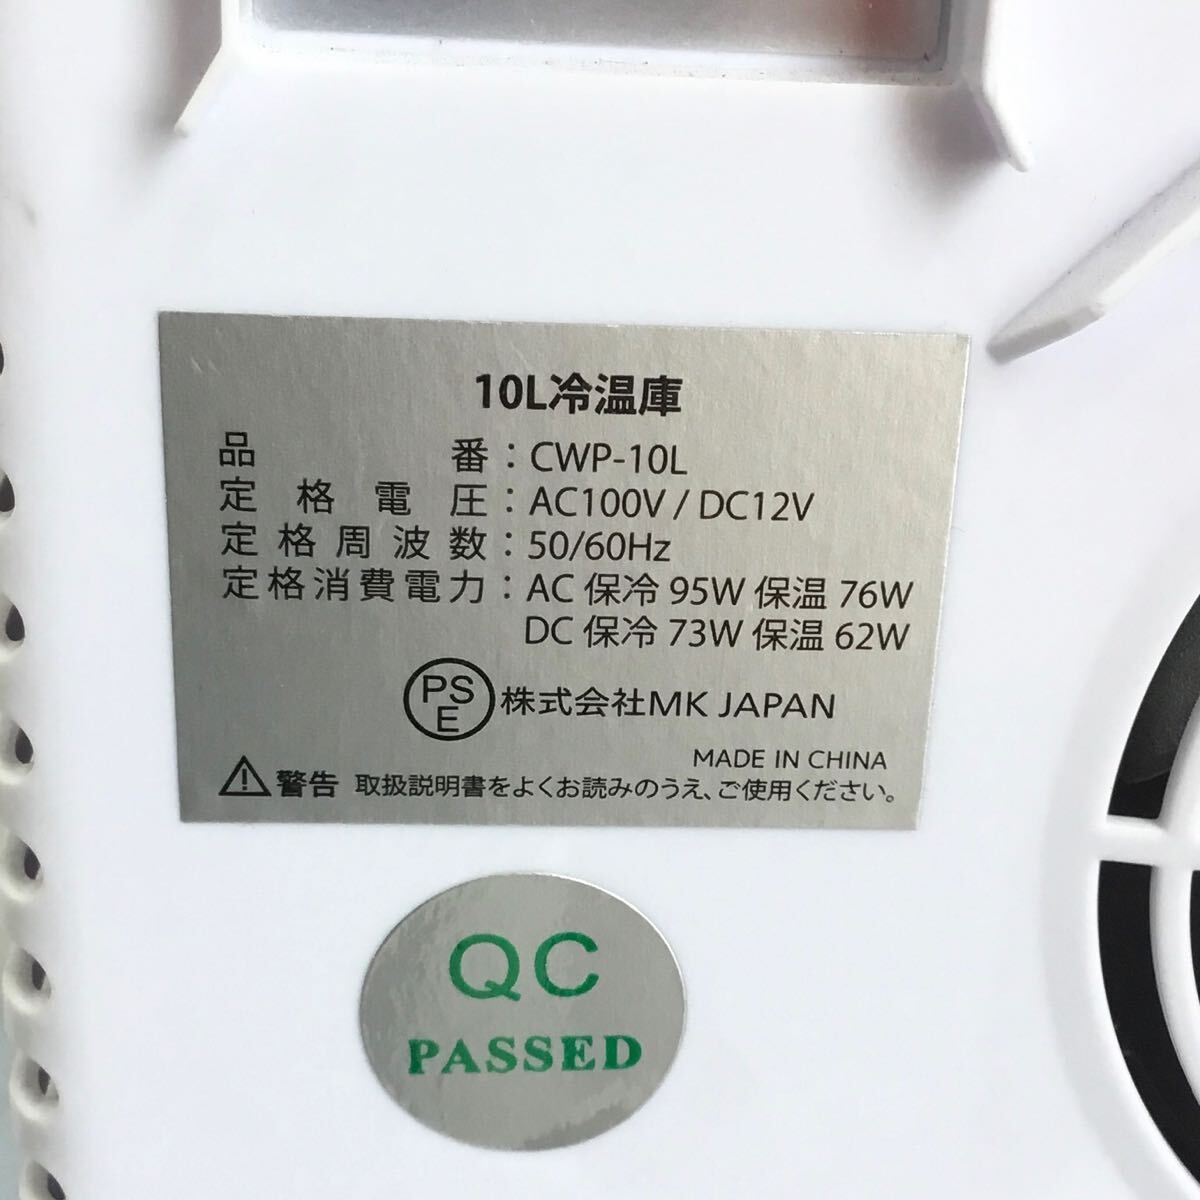 10L冷温庫
品番：CWP-10L
定格電圧：AC100V / DC12V
定格周波数：50/60Hz
定格消費電力：AC 保冷 95W 保温 76W
DC 保冷 73W 保温 62W
PSE 株式会社MK JAPAN
MADE IN CHINA
警告 取扱説明書をよくお読みのうえ、ご使用ください。
QC
PASSED